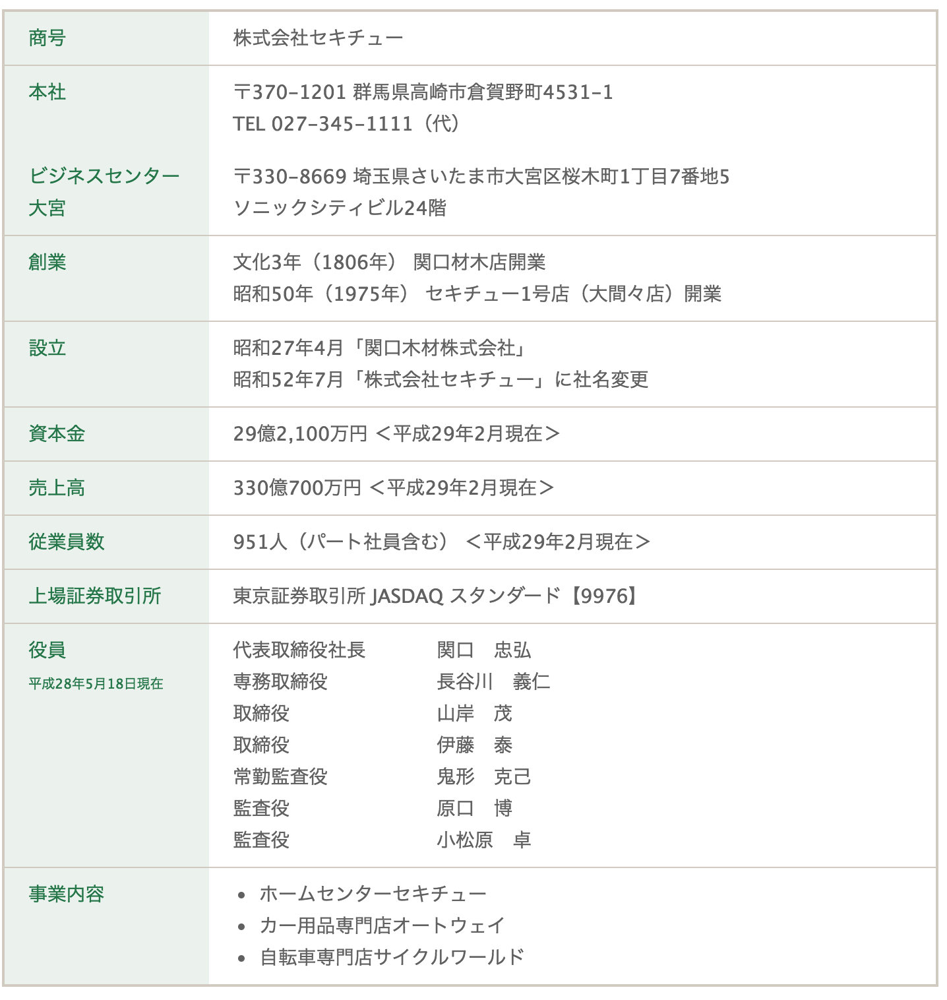 商号
株式会社セキチュー
本社
〒370-1201 群馬県高崎市倉賀野町4531-1
TEL 027-345-1111（代）
ビジネスセンター
大宮
〒330-8669 埼玉県さいたま市大宮区桜木町1丁目7番地5
ソニックシティビル24階
創業
文化3年（1806年） 関口材木店開業
昭和50年（1975年） セキチュー1号店（大間々店）開業
設立
昭和27年4月「関口木材株式会社」
昭和52年7月「株式会社セキチュー」に社名変更
資本金
29億2,100万円 ＜平成29年2月現在＞
売上高
330億700万円 ＜平成29年2月現在＞
従業員数
951人（パート社員含む） ＜平成29年2月現在＞
上場証券取引所
東京証券取引所 JASDAQ スタンダード【9976】
役員
平成28年5月18日現在
代表取締役社長　関口　忠弘
専務取締役　長谷川　義仁
取締役　山岸　茂
取締役　伊藤　泰
常勤監査役　鬼形　克己
監査役　原口　博
監査役　小松原　卓
事業内容
• ホームセンターセキチュー
• カー用品専門店オートウェイ
• 自転車専門店サイクルワールド